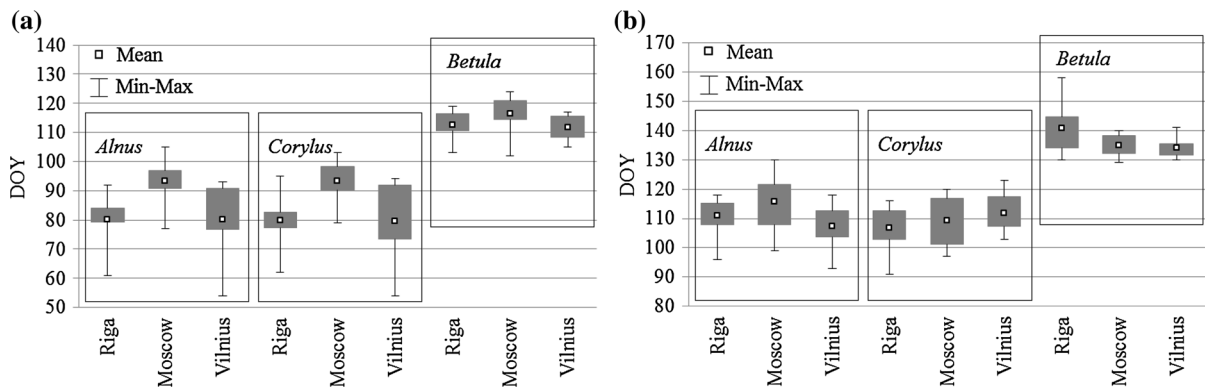 (a)
140
130
120
110
100
90
80
70
60
50
DOY
Mean
Min-Max
Alnus
Corylus
Betula
Riga
Moscow
Vilnius
Riga
Moscow
Vilnius
Riga
Moscow
Vilnius
(b)
170
160
150
140
130
120
110
100
90
80
DOY
Mean
Min-Max
Alnus
Corylus
Betula
Riga
Moscow
Vilnius
Riga
Moscow
Vilnius
Riga
Moscow
Vilnius